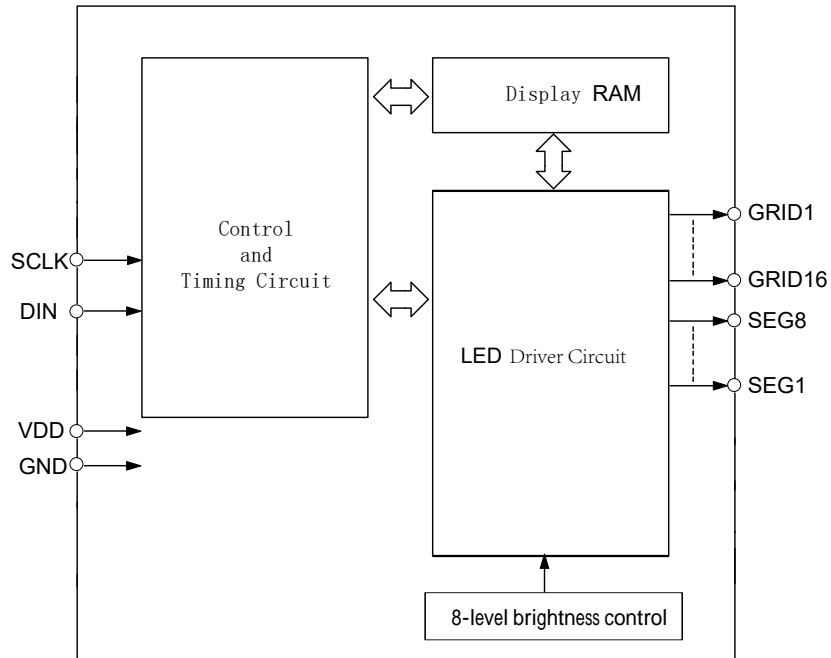 Display RAM
Control
and
Timing Circuit
SCLK
DIN
VDD
GND
GRID1
GRID16
SEG8
SEG1
LED Driver Circuit
8-level brightness control